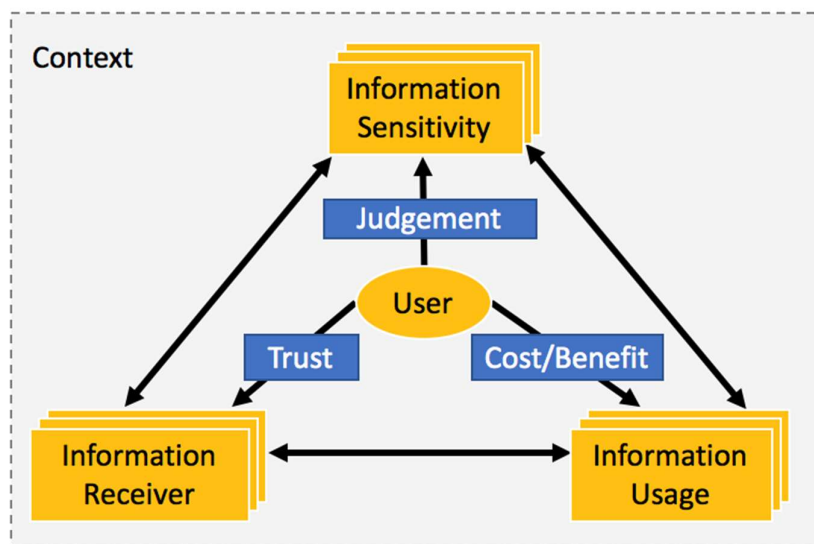 Context
Information
Sensitivity
Judgement
User
Trust
Cost/Benefit
Information
Receiver
Information
Usage